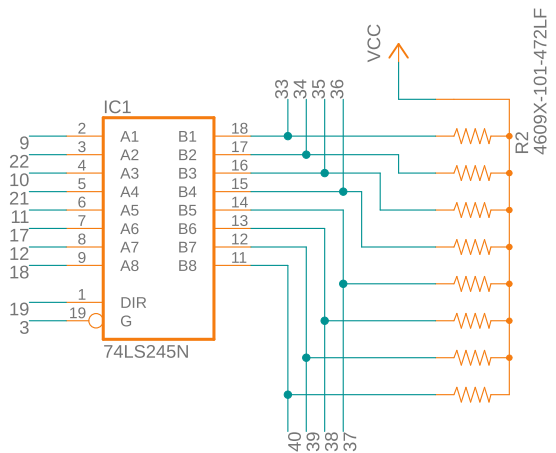 VCC
R2
4609X-101-472LF
33
34
35
36
IC1
9 2 A1 B1 18
22 3 A2 B2 17
10 4 A3 B3 16
21 5 A4 B4 15
11 6 A5 B5 14
17 7 A6 B6 13
12 8 A7 B7 12
18 9 A8 B8 11
19 1 DIR
3 19 G
74LS245N
40
39
38
37